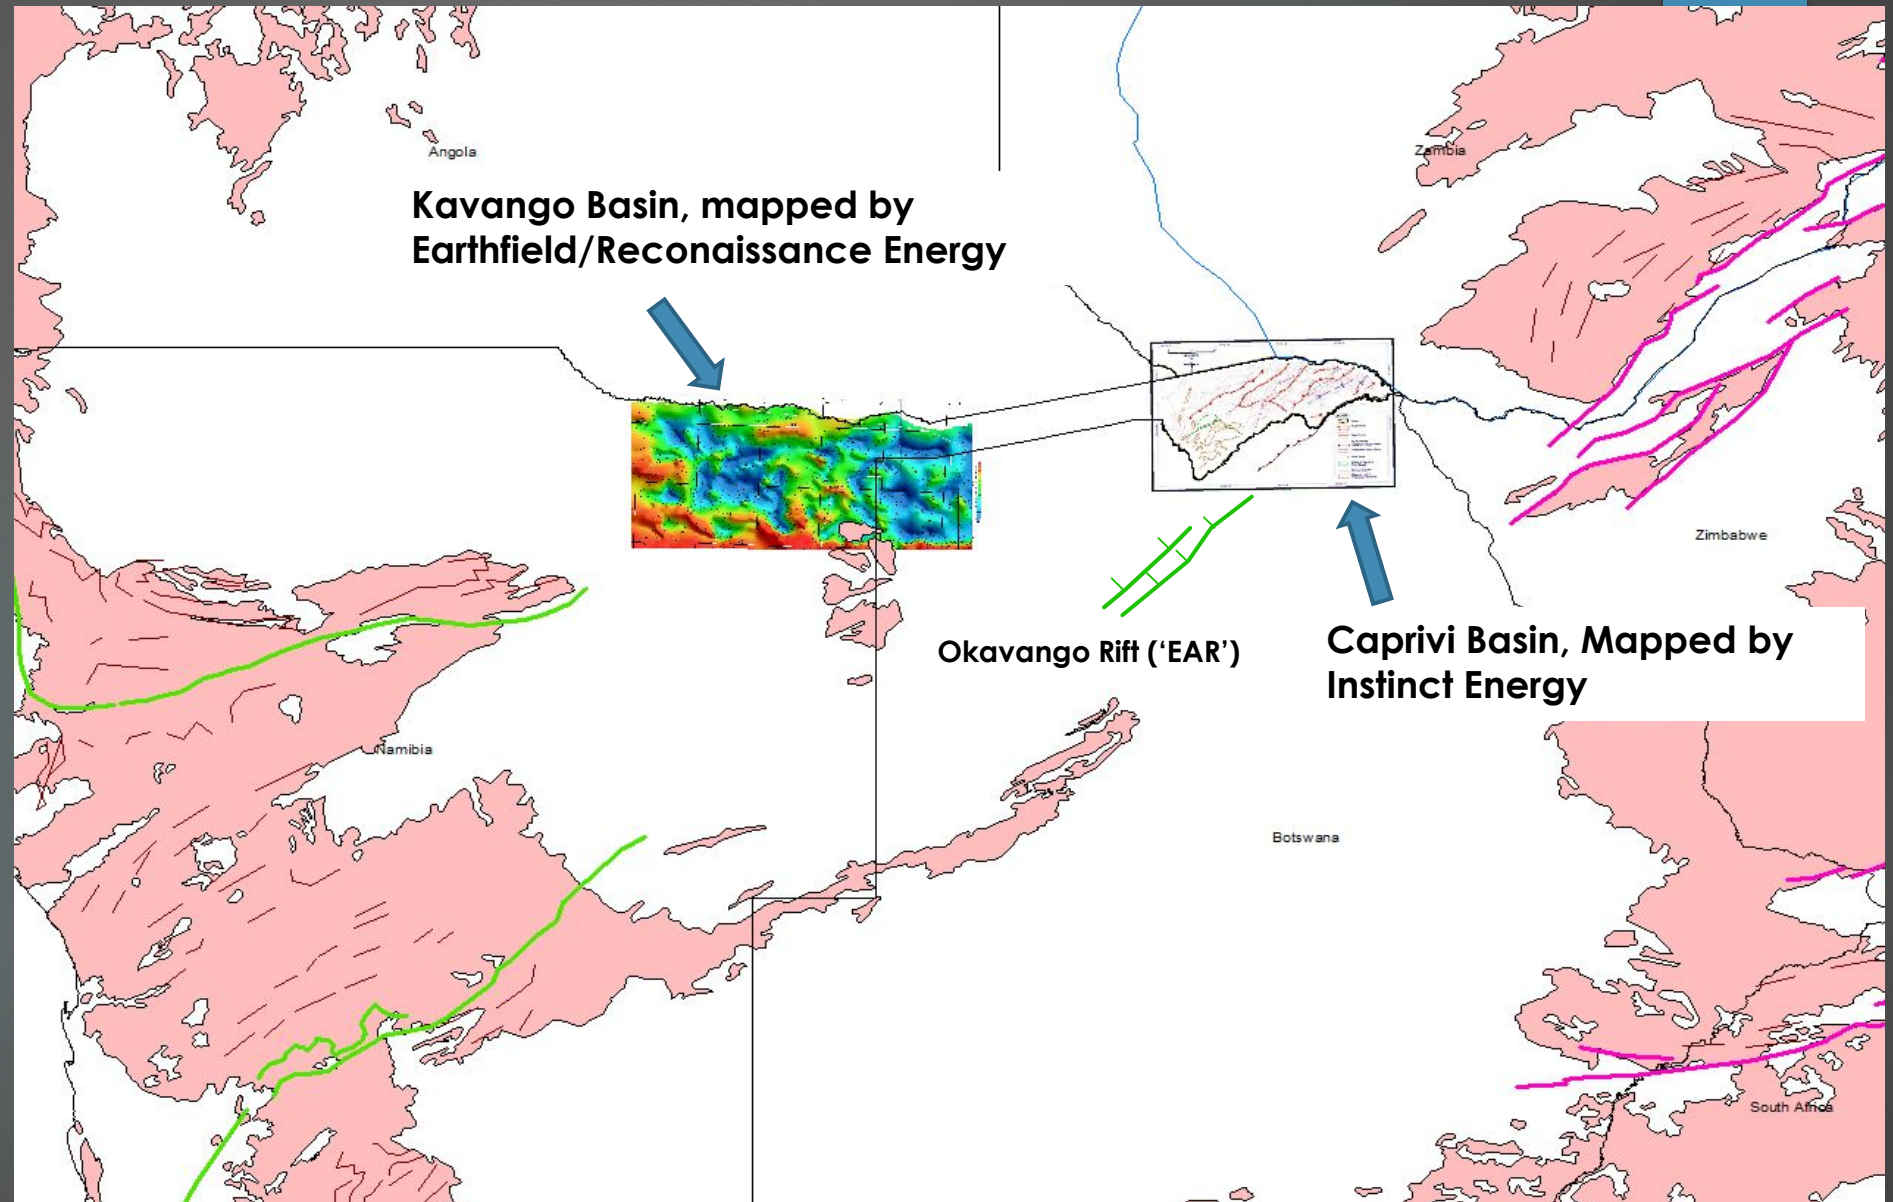 Angola
Zambia
Kavango Basin, mapped by
Earthfield/Reconaissance Energy
Zimbabwe
Okavango Rift (‘EAR’)
Caprivi Basin, Mapped by
Instinct Energy
Namibia
Botswana
South Africa